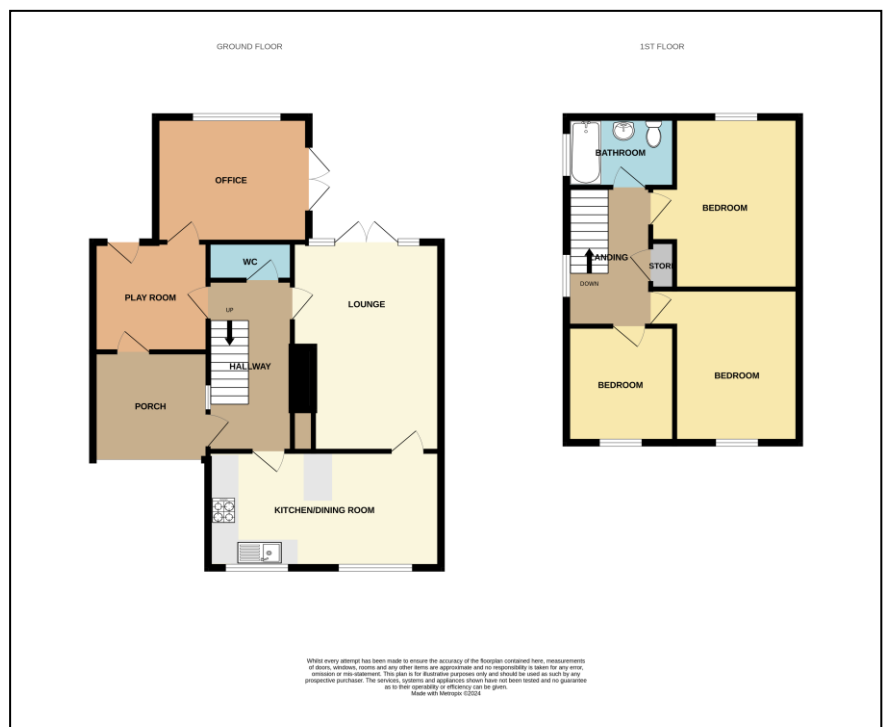 GROUND FLOOR
1ST FLOOR
OFFICE
BATHROOM
BEDROOM
WC
LANDING
STORE
DOWN
PLAY ROOM
LOUNGE
UP
HALLWAY
BEDROOM
BEDROOM
PORCH
KITCHEN/DINING ROOM
Whilst every attempt has been made to ensure the accuracy of the floorplan contained here, measurements
of doors, windows, rooms and any other items are approximate and no responsibility is taken for any error,
omission or mis-statement. This plan is for illustrative purposes only and should be used as such by any
prospective purchaser. The services, systems and appliances shown have not been tested and no guarantee
as to their operability or efficiency can be given.
Made with Metropix ©2024